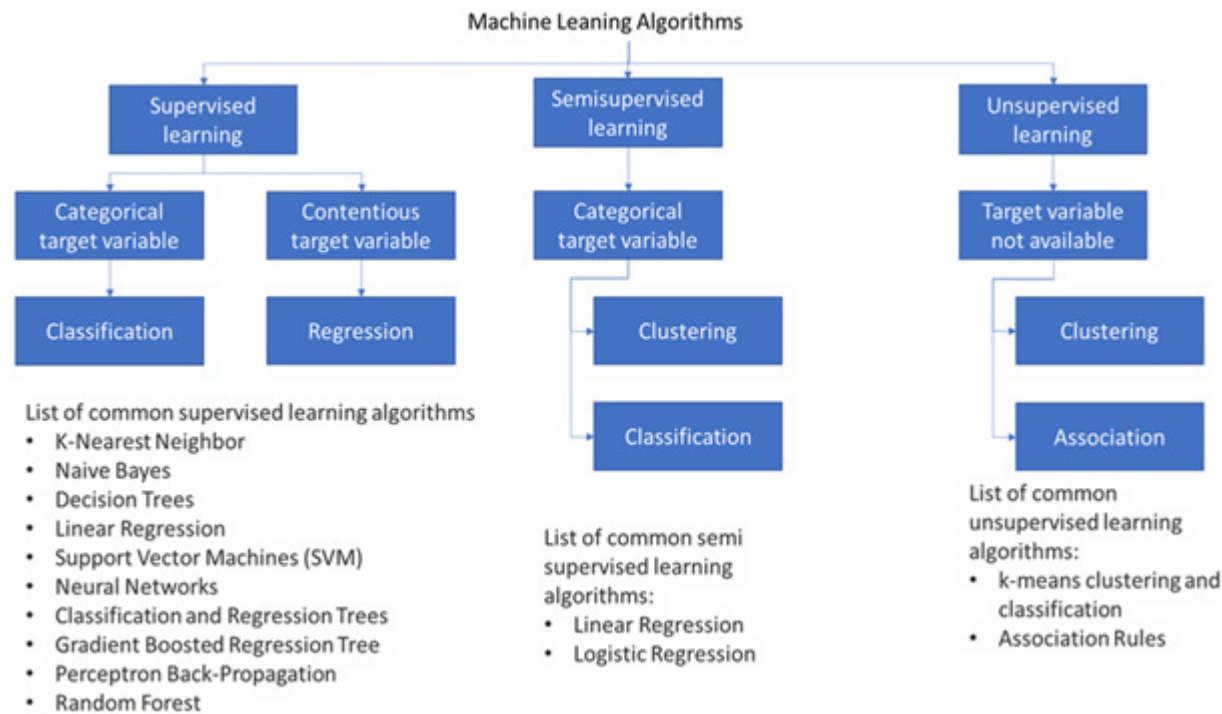 Machine Leaning Algorithms
Supervised
learning
Semisupervised
learning
Unsupervised
learning
Categorical
target variable
Contentious
target variable
Categorical
target variable
Target variable
not available
Classification
Regression
Clustering
Clustering
Classification
Association
List of common supervised learning algorithms
• K-Nearest Neighbor
• Naive Bayes
• Decision Trees
• Linear Regression
• Support Vector Machines (SVM)
• Neural Networks
• Classification and Regression Trees
• Gradient Boosted Regression Tree
• Perceptron Back-Propagation
• Random Forest
List of common semi
supervised learning
algorithms:
• Linear Regression
• Logistic Regression
List of common
unsupervised learning
algorithms:
• k-means clustering and
classification
• Association Rules